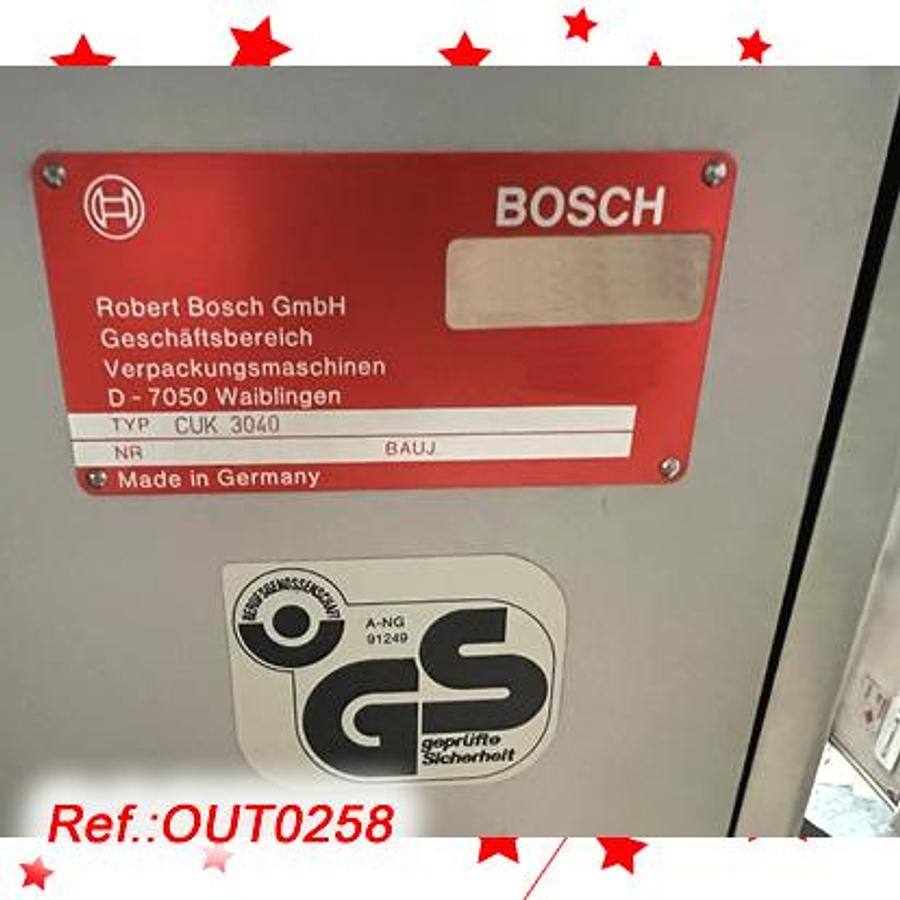 BOSCH
Robert Bosch GmbH
Geschäftsbereich
Verpackungsmaschinen
D - 7050 Waiblingen
TYP CUK 3040
NR BAUJ
Made in Germany
BERUFSGENOSSENSCHAFT
A-NG
91249
GS
geprüfte
Sicherheit
Ref.:OUT0258